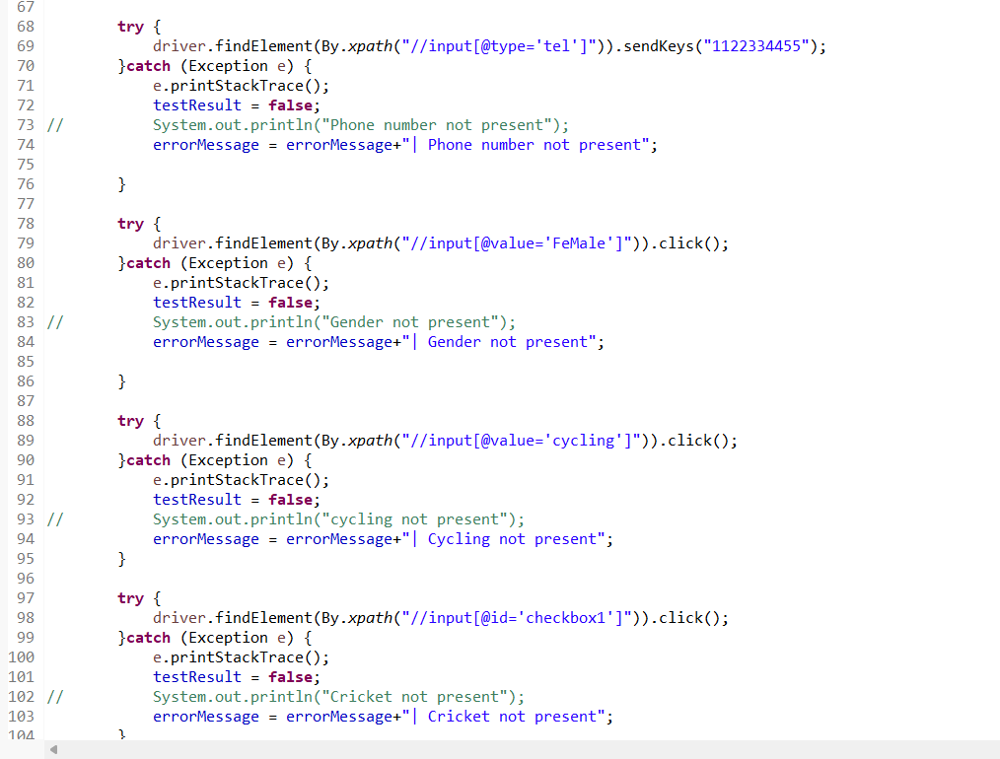 67
68 try {
69 driver.findElement(By.xpath("//input[@type='tel']")).sendKeys("1122334455");
70 }catch (Exception e) {
71 e.printStackTrace();
72 testResult = false;
73 // System.out.println("Phone number not present");
74 errorMessage = errorMessage+"| Phone number not present";
75
76 }
77
78 try {
79 driver.findElement(By.xpath("//input[@value='FeMale']")).click();
80 }catch (Exception e) {
81 e.printStackTrace();
82 testResult = false;
83 // System.out.println("Gender not present");
84 errorMessage = errorMessage+"| Gender not present";
85
86 }
87
88 try {
89 driver.findElement(By.xpath("//input[@value='cycling']")).click();
90 }catch (Exception e) {
91 e.printStackTrace();
92 testResult = false;
93 // System.out.println("cycling not present");
94 errorMessage = errorMessage+"| Cycling not present";
95 }
96
97 try {
98 driver.findElement(By.xpath("//input[@id='checkbox1']")).click();
99 }catch (Exception e) {
100 e.printStackTrace();
101 testResult = false;
102 // System.out.println("Cricket not present");
103 errorMessage = errorMessage+"| Cricket not present";
104 }